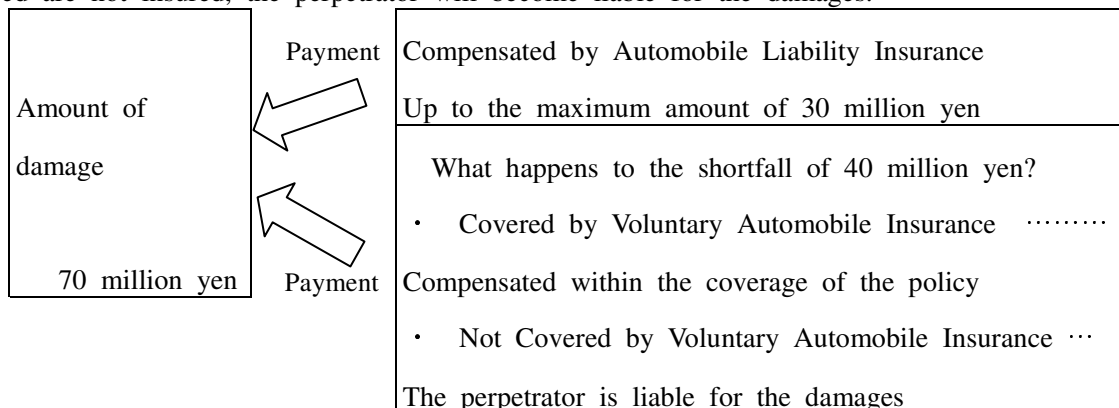 ed are not insured, the perpetrator will become liable for the damages.
Payment
Compensated by Automobile Liability Insurance
Amount of
damage
Up to the maximum amount of 30 million yen
What happens to the shortfall of 40 million yen?
・ Covered by Voluntary Automobile Insurance ………
70 million yen
Payment
Compensated within the coverage of the policy
・ Not Covered by Voluntary Automobile Insurance …
The perpetrator is liable for the damages